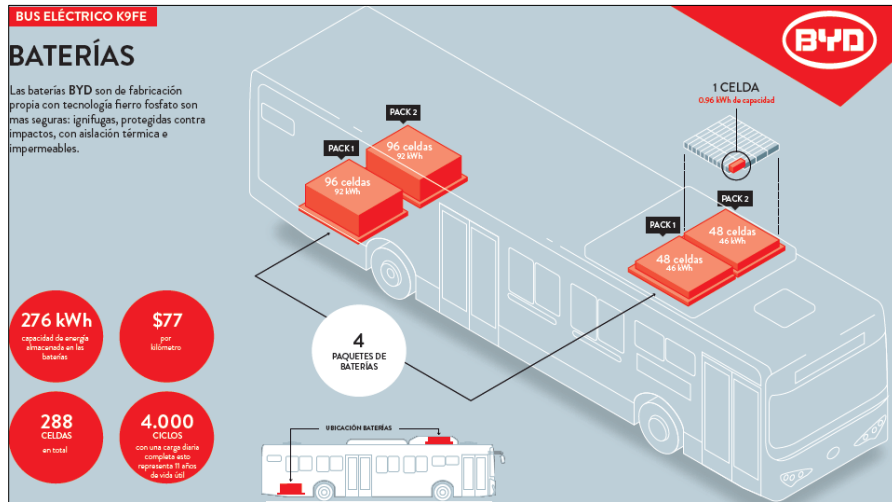 BUS ELÉCTRICO K9FE
BATERÍAS
Las baterías BYD son de fabricación
propia con tecnología fierro fosfato son
mas seguras: ignifugas, protegidas contra
impactos, con aislación térmica e
impermeables.
BYD
1 CELDA
0.96 kWh de capacidad
PACK 2
96 celdas
92 kWh
PACK 1
96 celdas
92 kWh
PACK 2
48 celdas
46 kWh
PACK 1
48 celdas
46 kWh
4
PAQUETES DE
BATERÍAS
276 kWh
capacidad de energía
almacenada en las
baterías
$77
por
kilómetro
288
CELDAS
en total
4.000
CICLOS
con una carga diaria
completa esto
representa 11 años
de vida útil
UBICACIÓN BATERÍAS